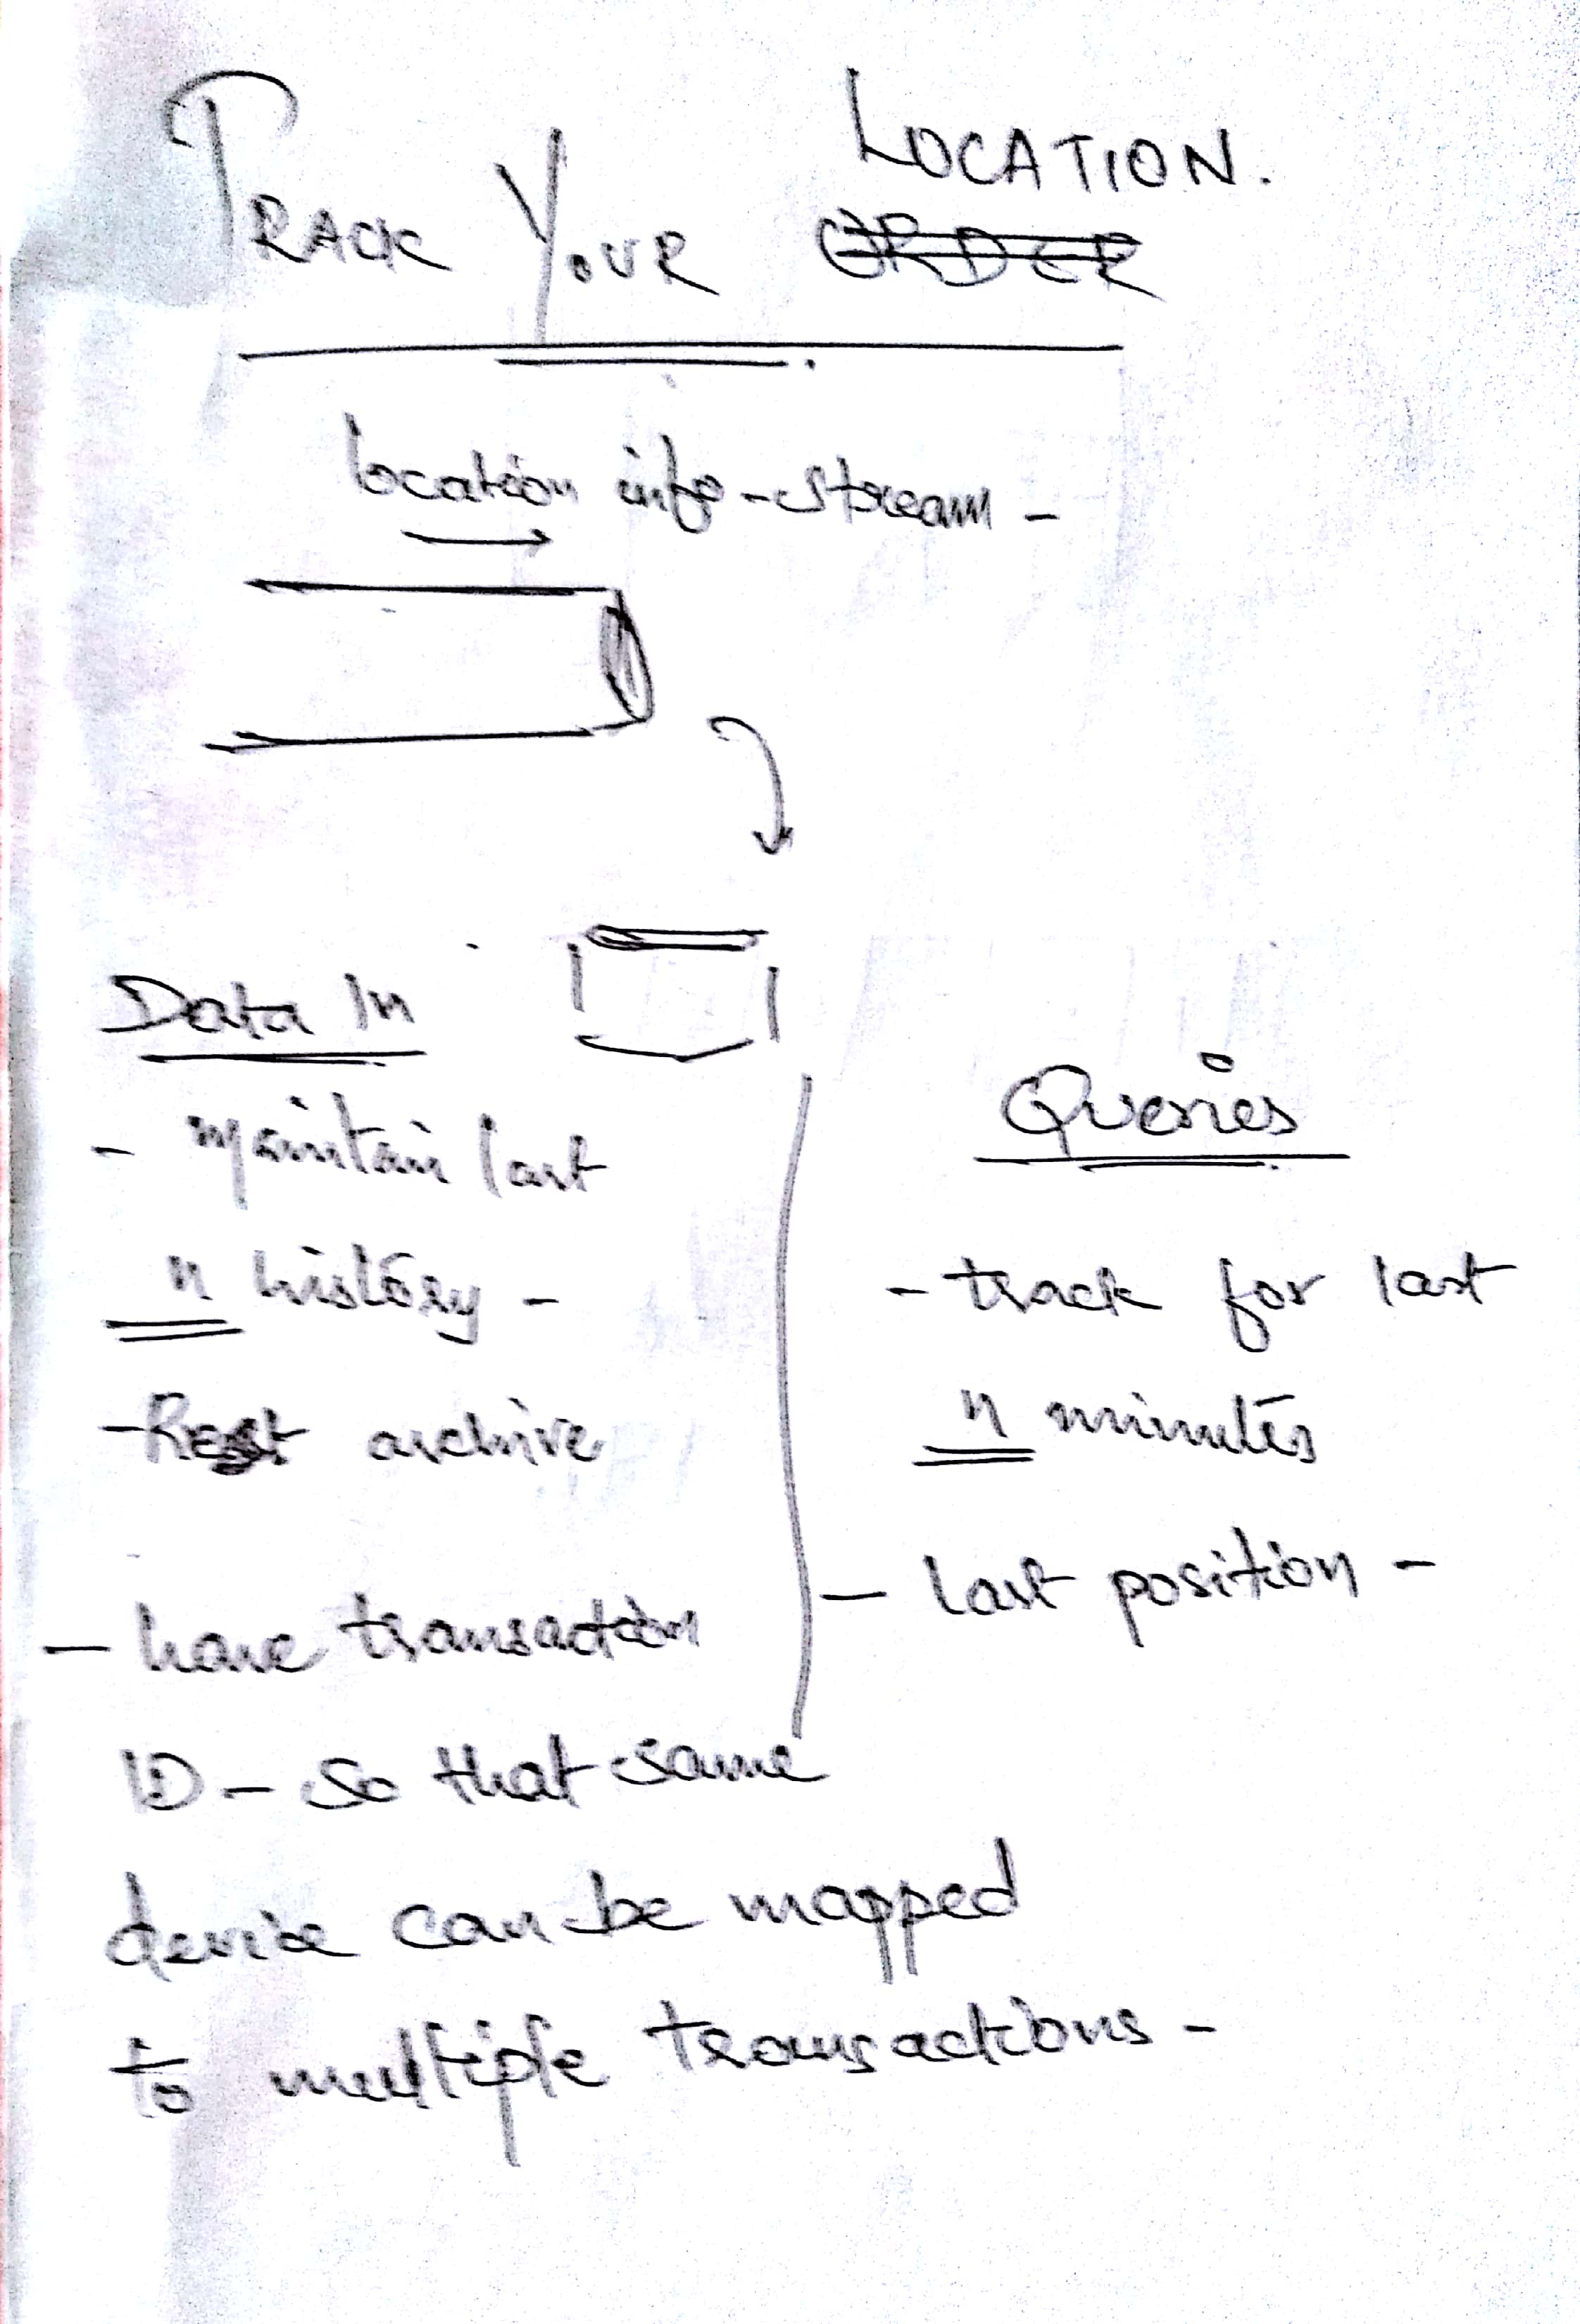 LOCATION.
TRACK YOUR ORDER
location info-stream -
Data In
- maintain last
n history -
- Rest archive
- have transaction
ID - so that same
device can be mapped
to multiple transactions -
Queries
- track for last
n minutes
- last position -